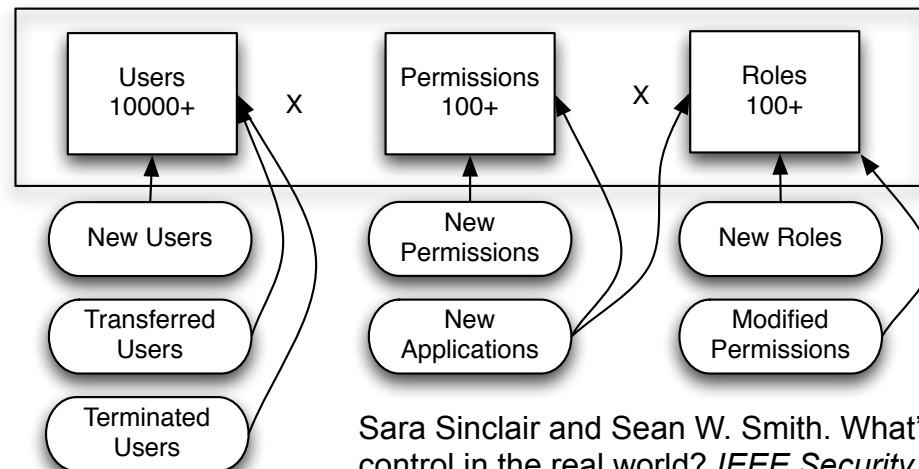 Users
10000+
X
Permissions
100+
X
Roles
100+
New Users
New
Permissions
New Roles
Transferred
Users
New
Applications
Modified
Permissions
Terminated
Users
Sara Sinclair and Sean W. Smith. What'
control in the real world? IEEE Security